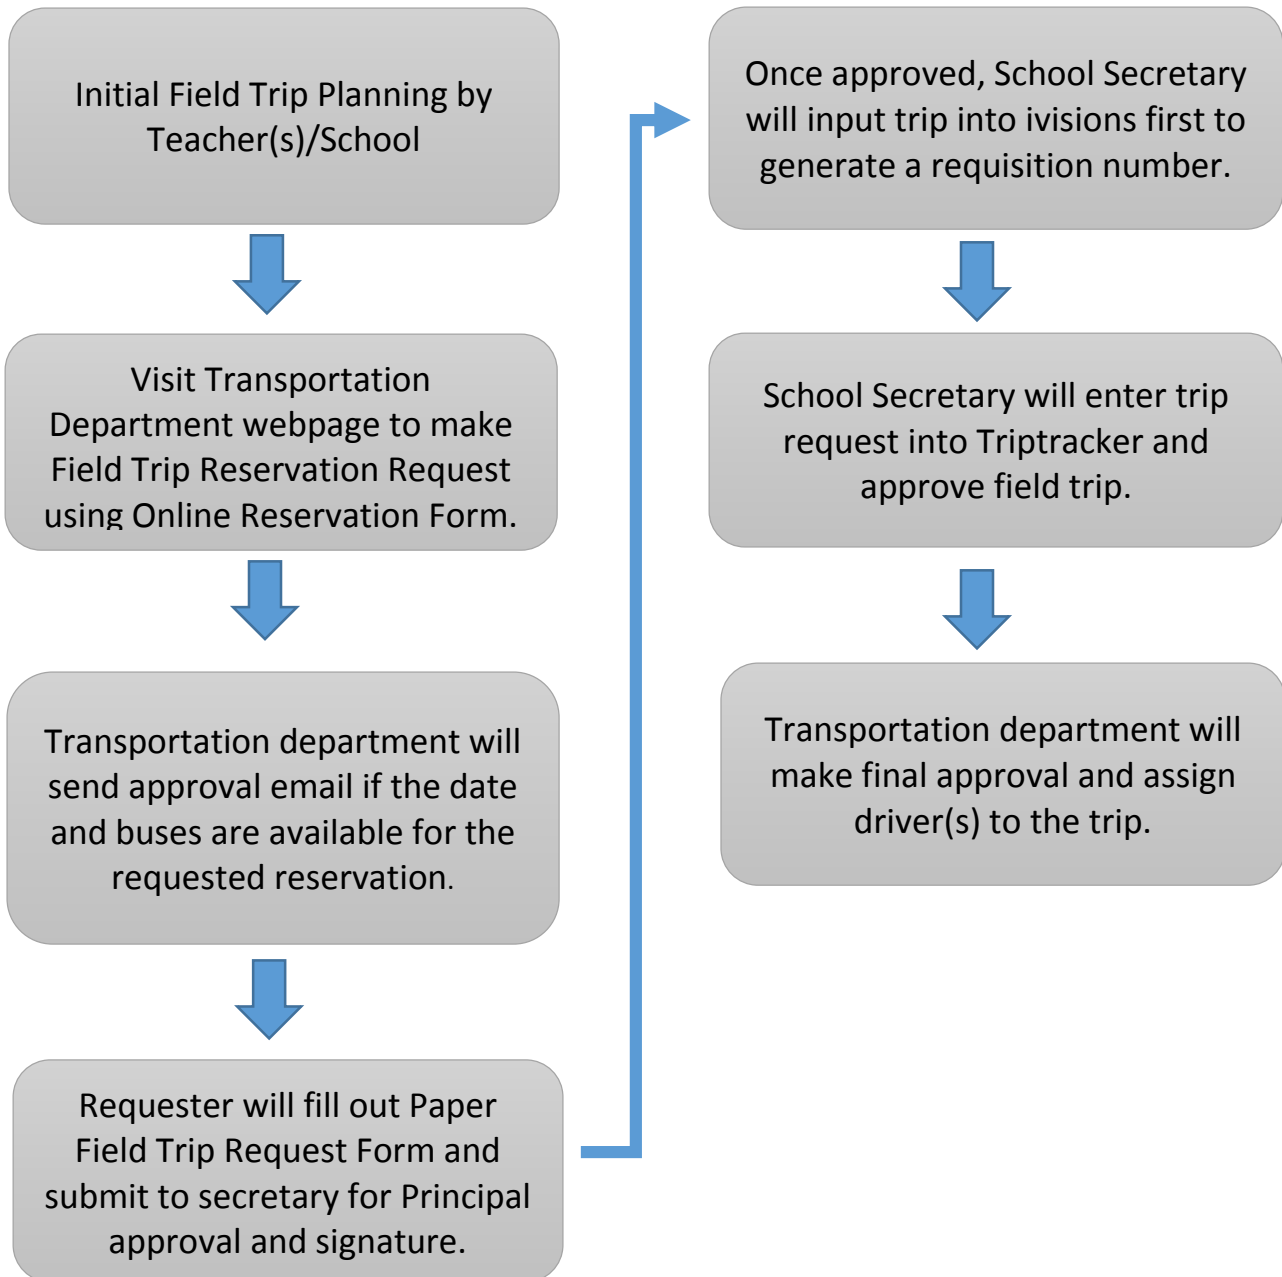 Initial Field Trip Planning by
Teacher(s)/School
Visit Transportation
Department webpage to make
Field Trip Reservation Request
using Online Reservation Form.
Transportation department will
send approval email if the date
and buses are available for the
requested reservation.
Requester will fill out Paper
Field Trip Request Form and
submit to secretary for Principal
approval and signature.
Once approved, School Secretary
will input trip into ivisions first to
generate a requisition number.
School Secretary will enter trip
request into Triptracker and
approve field trip.
Transportation department will
make final approval and assign
driver(s) to the trip.